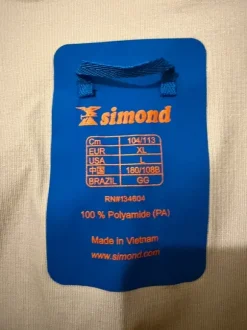 simond
Cm 104/113
EUR XL
USA L
中国 180/108B
BRAZIL GG
RN#134604
100 % Polyamide (PA)
Made in Vietnam
www.simond.com